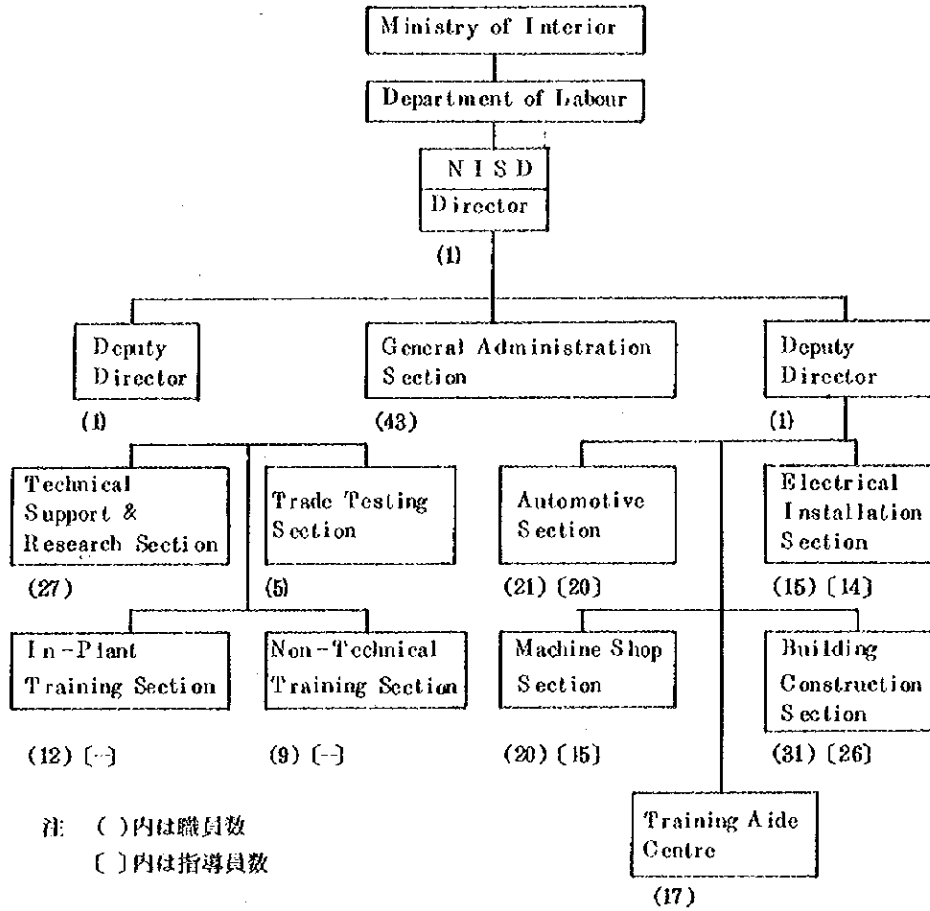 Ministry of Interior
Department of Labour
NISD
Director
(1)
Deputy
Director
(1)
General Administration
Section
(43)
Deputy
Director
(1)
Technical
Support &
Research Section
(27)
Trade Testing
Section
(5)
Automotive
Section
(21) 〔20〕
Electrical
Installation
Section
(15) 〔14〕
In-Plant
Training Section
(12) 〔--〕
Non-Technical
Training Section
(9) 〔--〕
Machine Shop
Section
(20) 〔15〕
Building
Construction
Section
(31) 〔26〕
Training Aide
Centre
(17)
注 ( )内は職員数
〔 〕内は指導員数